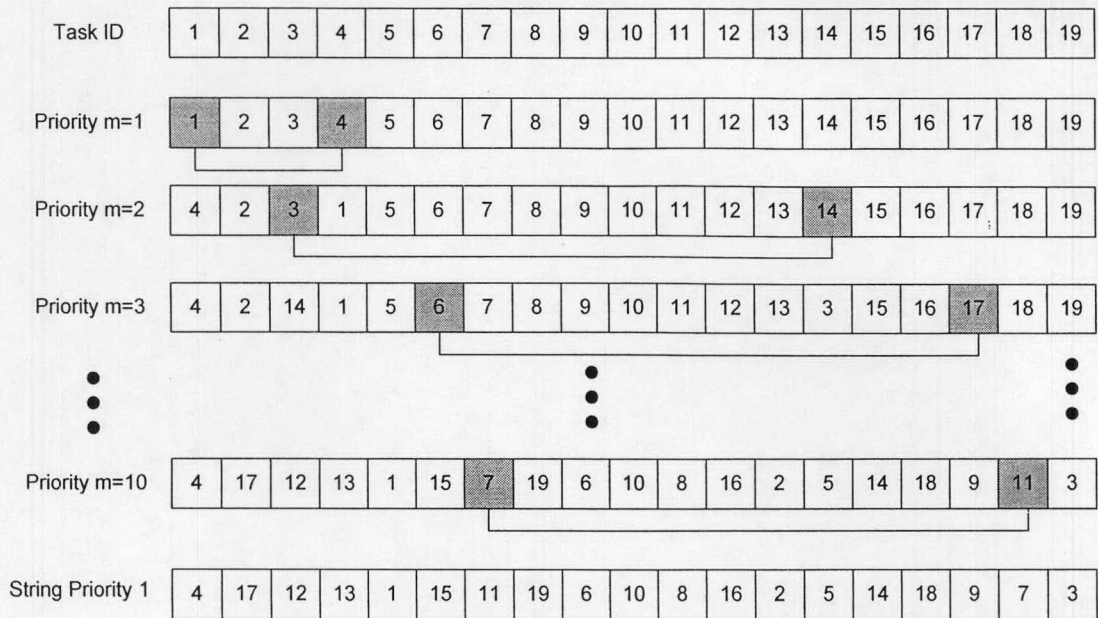 Task ID 1 2 3 4 5 6 7 8 9 10 11 12 13 14 15 16 17 18 19
Priority m=1 1 2 3 4 5 6 7 8 9 10 11 12 13 14 15 16 17 18 19
Priority m=2 4 2 3 1 5 6 7 8 9 10 11 12 13 14 15 16 17 18 19
Priority m=3 4 2 14 1 5 6 7 8 9 10 11 12 13 3 15 16 17 18 19
Priority m=10 4 17 12 13 1 15 7 19 6 10 8 16 2 5 14 18 9 11 3
String Priority 1 4 17 12 13 1 15 11 19 6 10 8 16 2 5 14 18 9 7 3